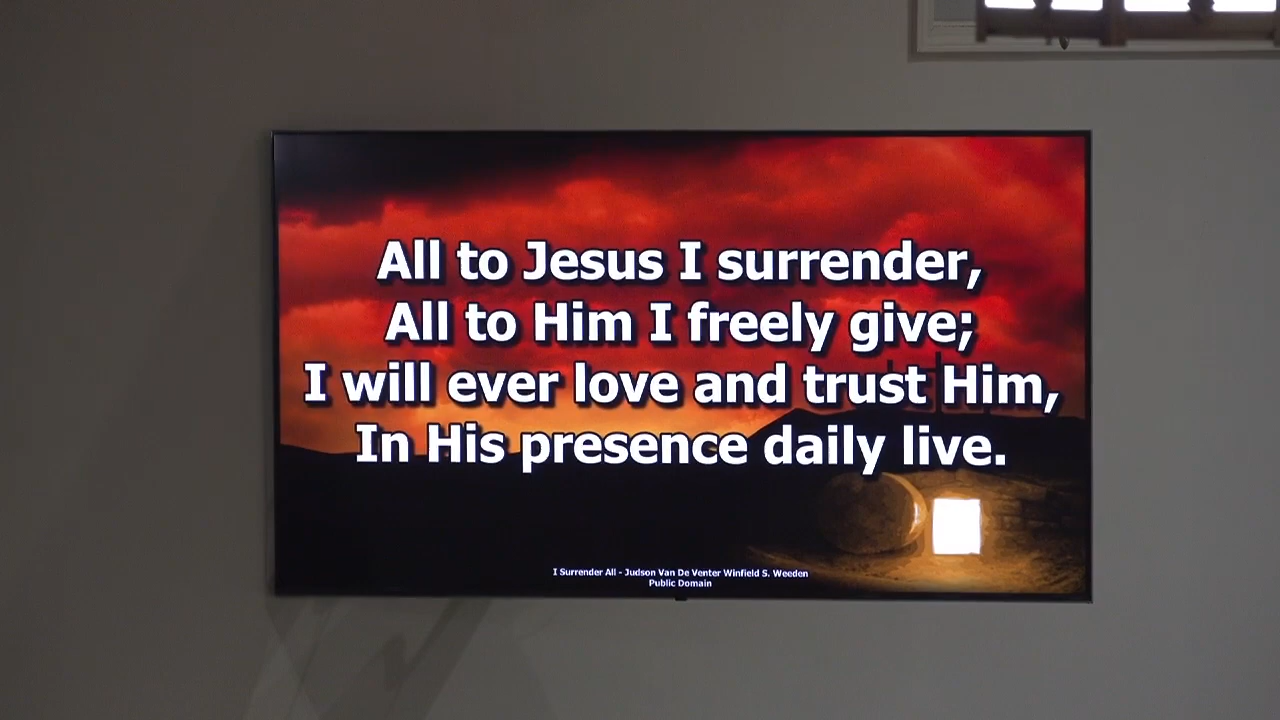 All to Jesus I surrender,
All to Him I freely give;
I will ever love and trust Him,
In His presence daily live.
I Surrender All - Judson Van De Venter Winfield S. Weeden
Public Domain